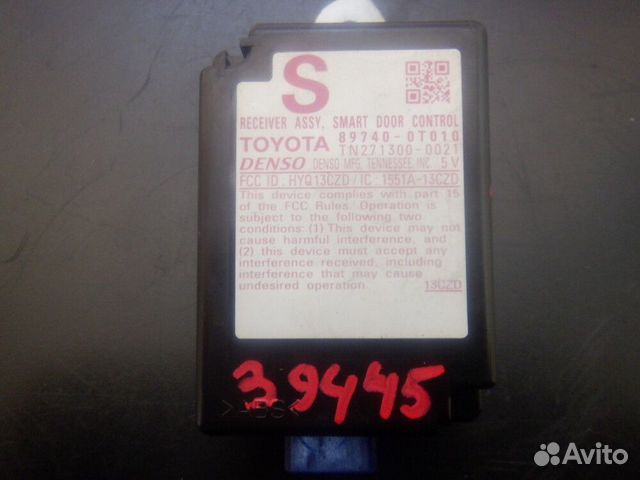 S
RECEIVER ASSY, SMART DOOR CONTROL
TOYOTA 89740-0T010
TN271300-0021
DENSO DENSO MFG. TENNESSEE, INC. 5V
FCC ID : HYQ13CZD / IC : 1551A-13CZD
This device complies with part 15
of the FCC Rules. Operation is
subject to the following two
conditions: (1) This device may not
cause harmful interference, and
(2) this device must accept any
interference received, including
interference that may cause
undesired operation.
13CZD
39445
>ABS<
Avito